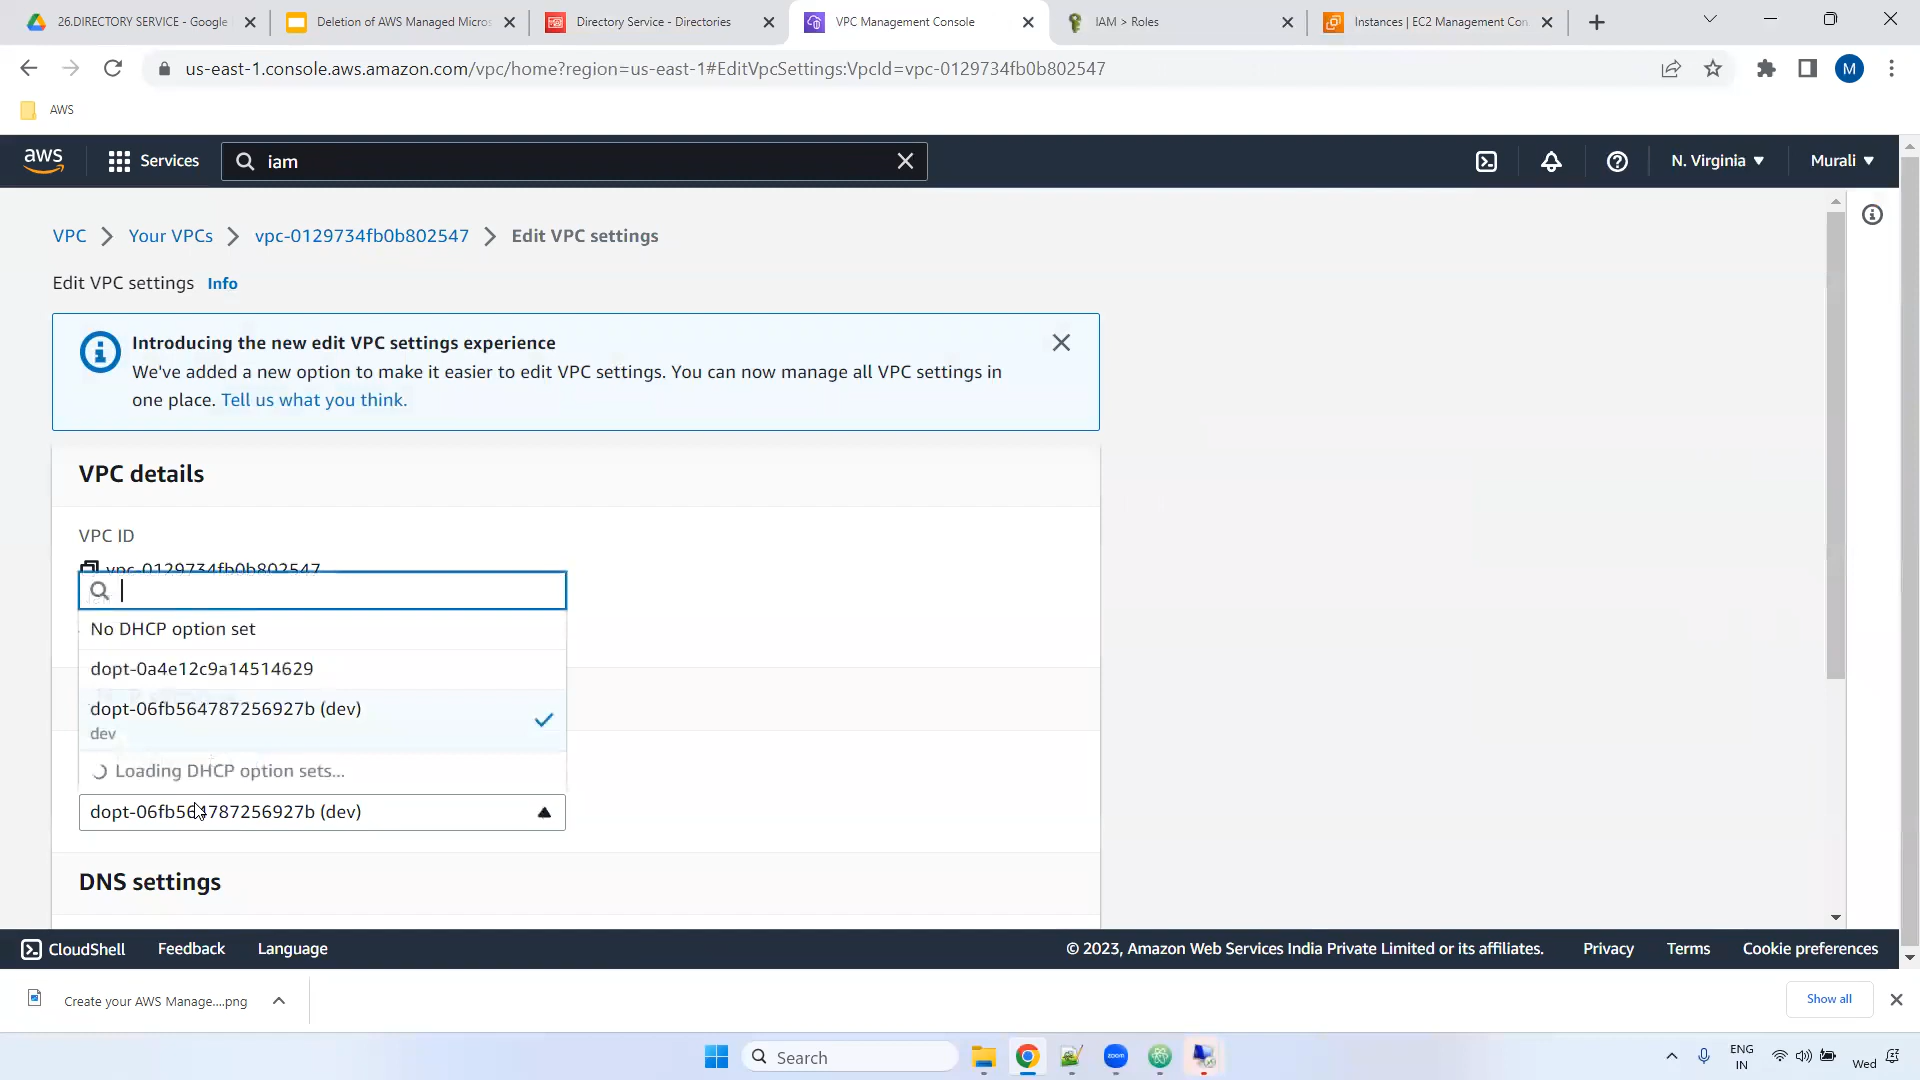 26.DIRECTORY SERVICE - Google
Deletion of AWS Managed Micros
Directory Service - Directories
VPC Management Console
IAM > Roles
Instances | EC2 Management Con
us-east-1.console.aws.amazon.com/vpc/home?region=us-east-1#EditVpcSettings:VpcId=vpc-0129734fb0b802547
M
AWS
aws
Services
iam
N. Virginia
Murali
VPC
Your VPCs
vpc-0129734fb0b802547
Edit VPC settings
Edit VPC settings Info
Introducing the new edit VPC settings experience
We've added a new option to make it easier to edit VPC settings. You can now manage all VPC settings in
one place. Tell us what you think.
VPC details
VPC ID
vpc-0129734fb0b802547
No DHCP option set
dopt-0a4e12c9a14514629
dopt-06fb564787256927b (dev)
dev
Loading DHCP option sets...
dopt-06fb564787256927b (dev)
DNS settings
CloudShell
Feedback
Language
© 2023, Amazon Web Services India Private Limited or its affiliates.
Privacy
Terms
Cookie preferences
Create your AWS Manage....png
Show all
Search
zoom
ENG
IN
Wed